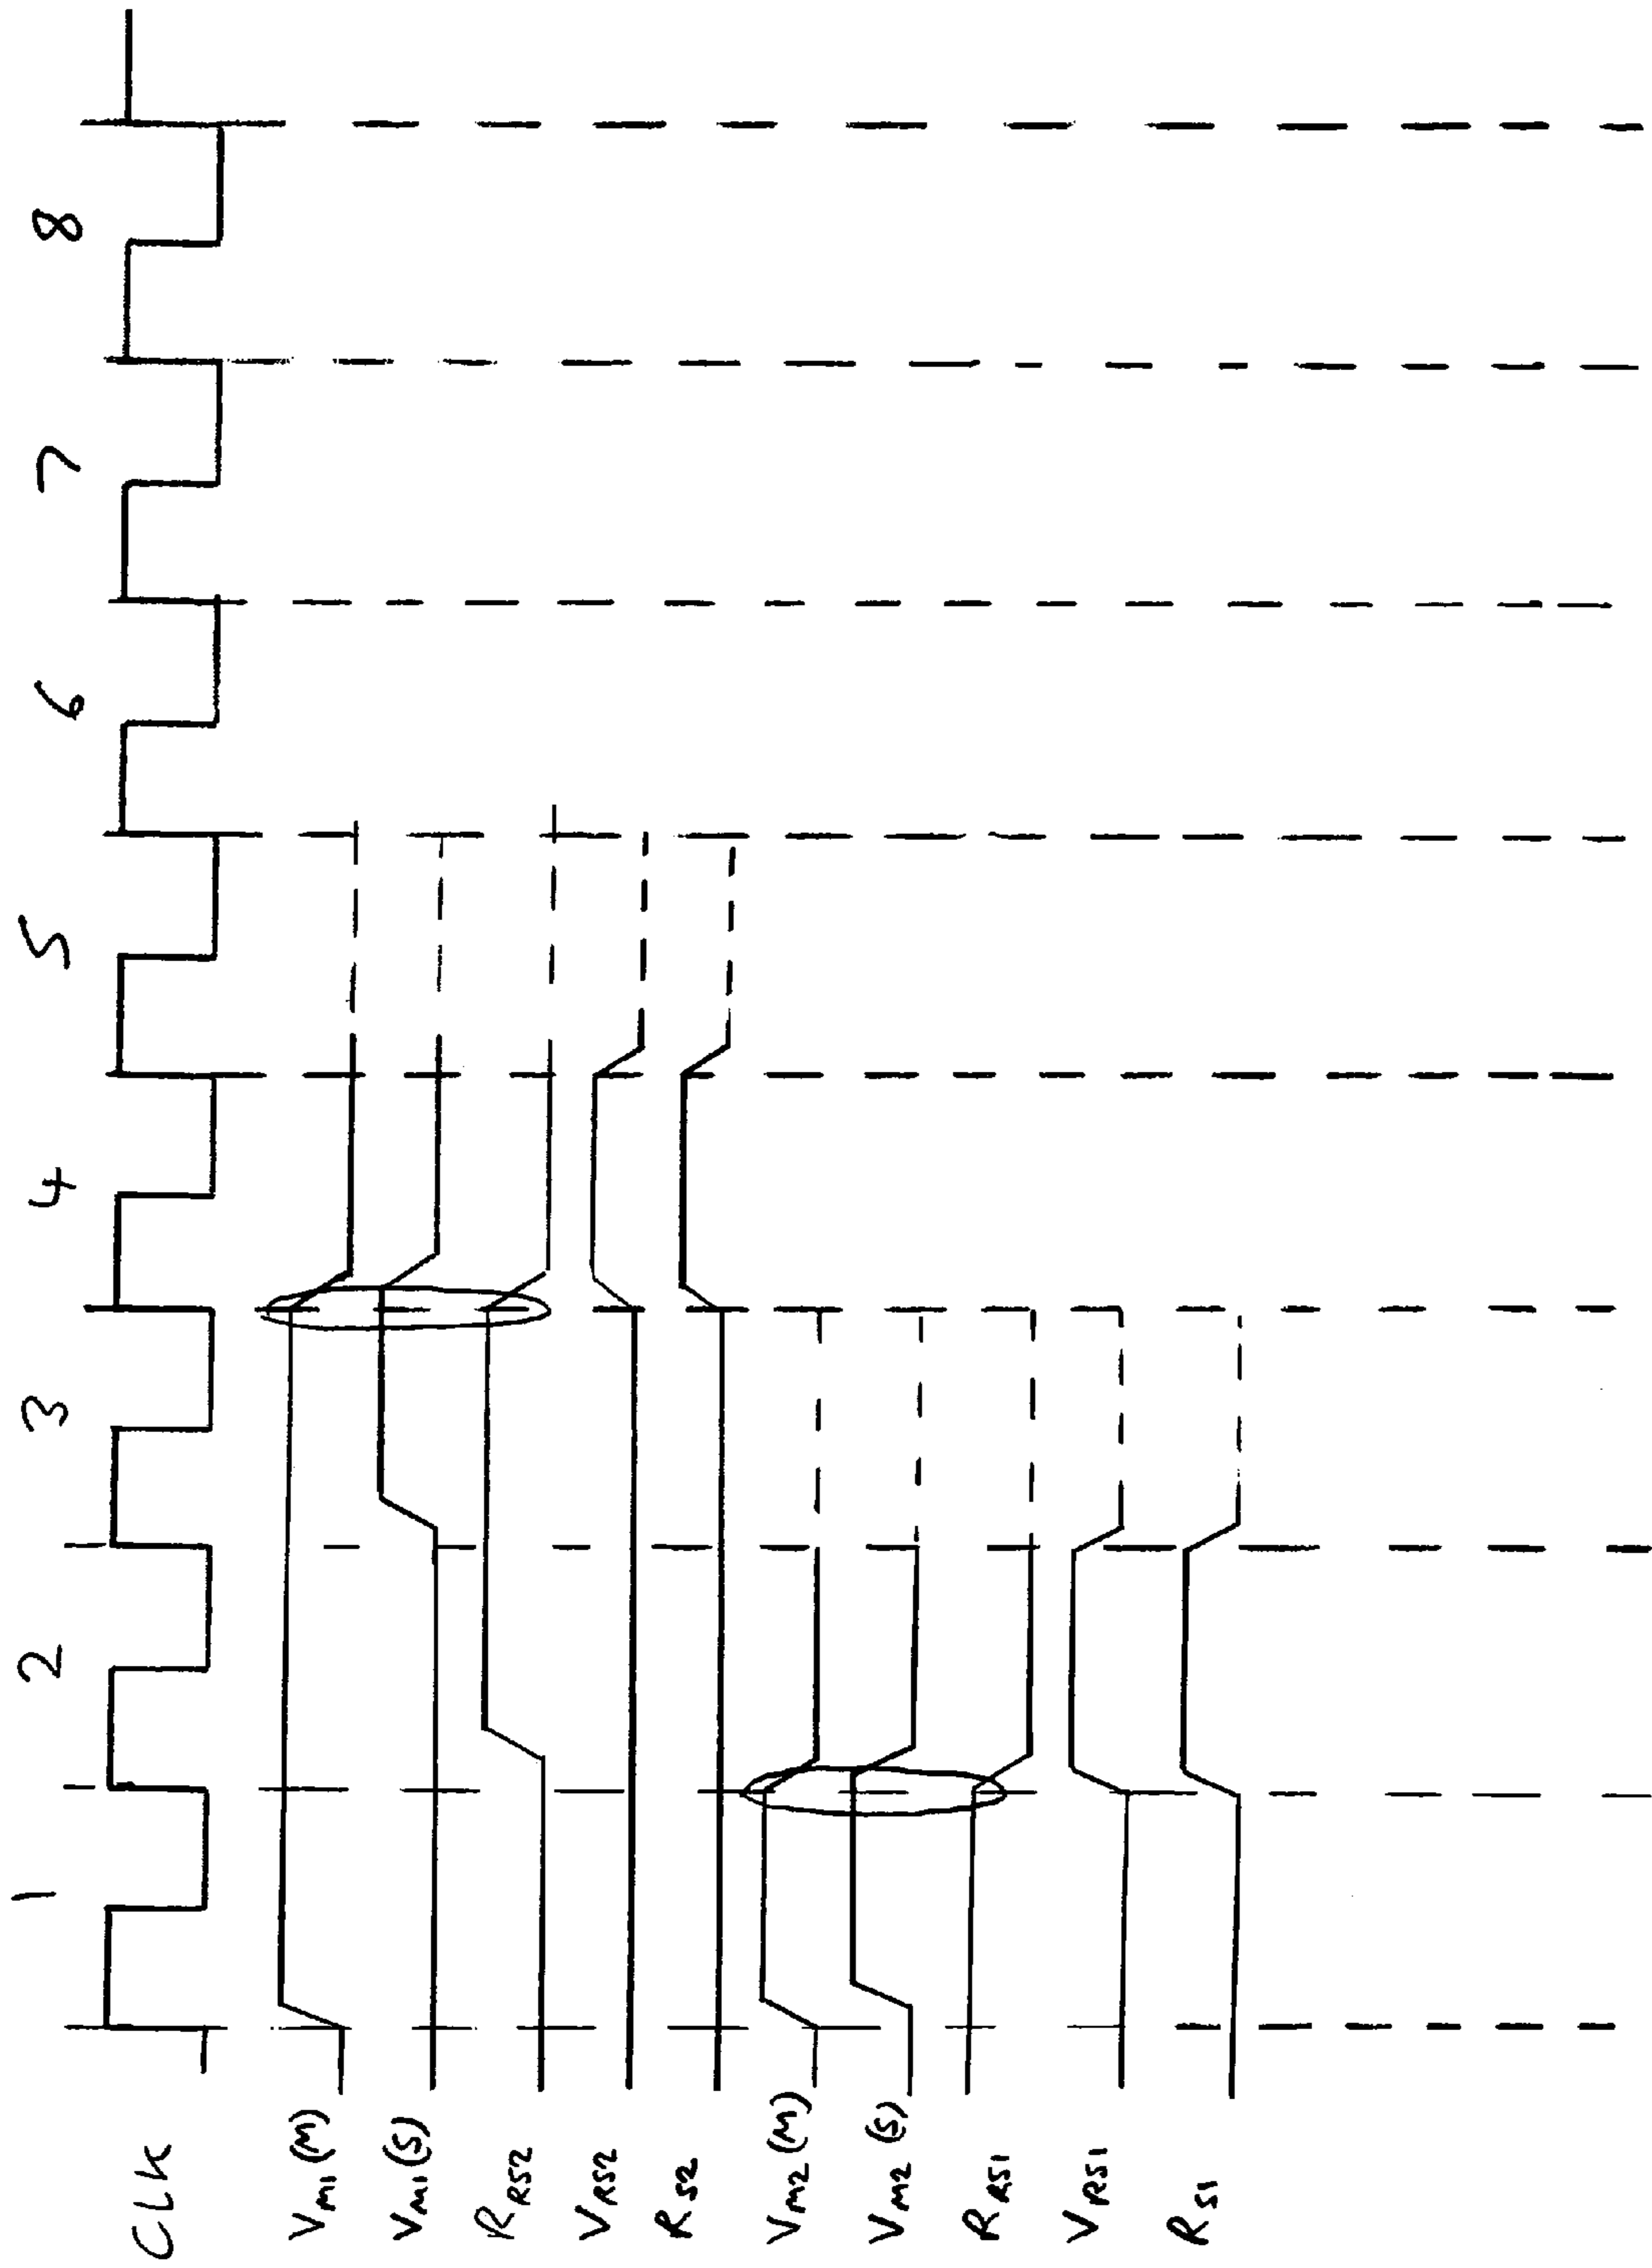 1 2 3 4 5 6 7 8
CLK
VM1(M)
VM1(S)
RRS2
VRS2
RS2
VM2(M)
VM2(S)
RRS1
VRS1
RS1